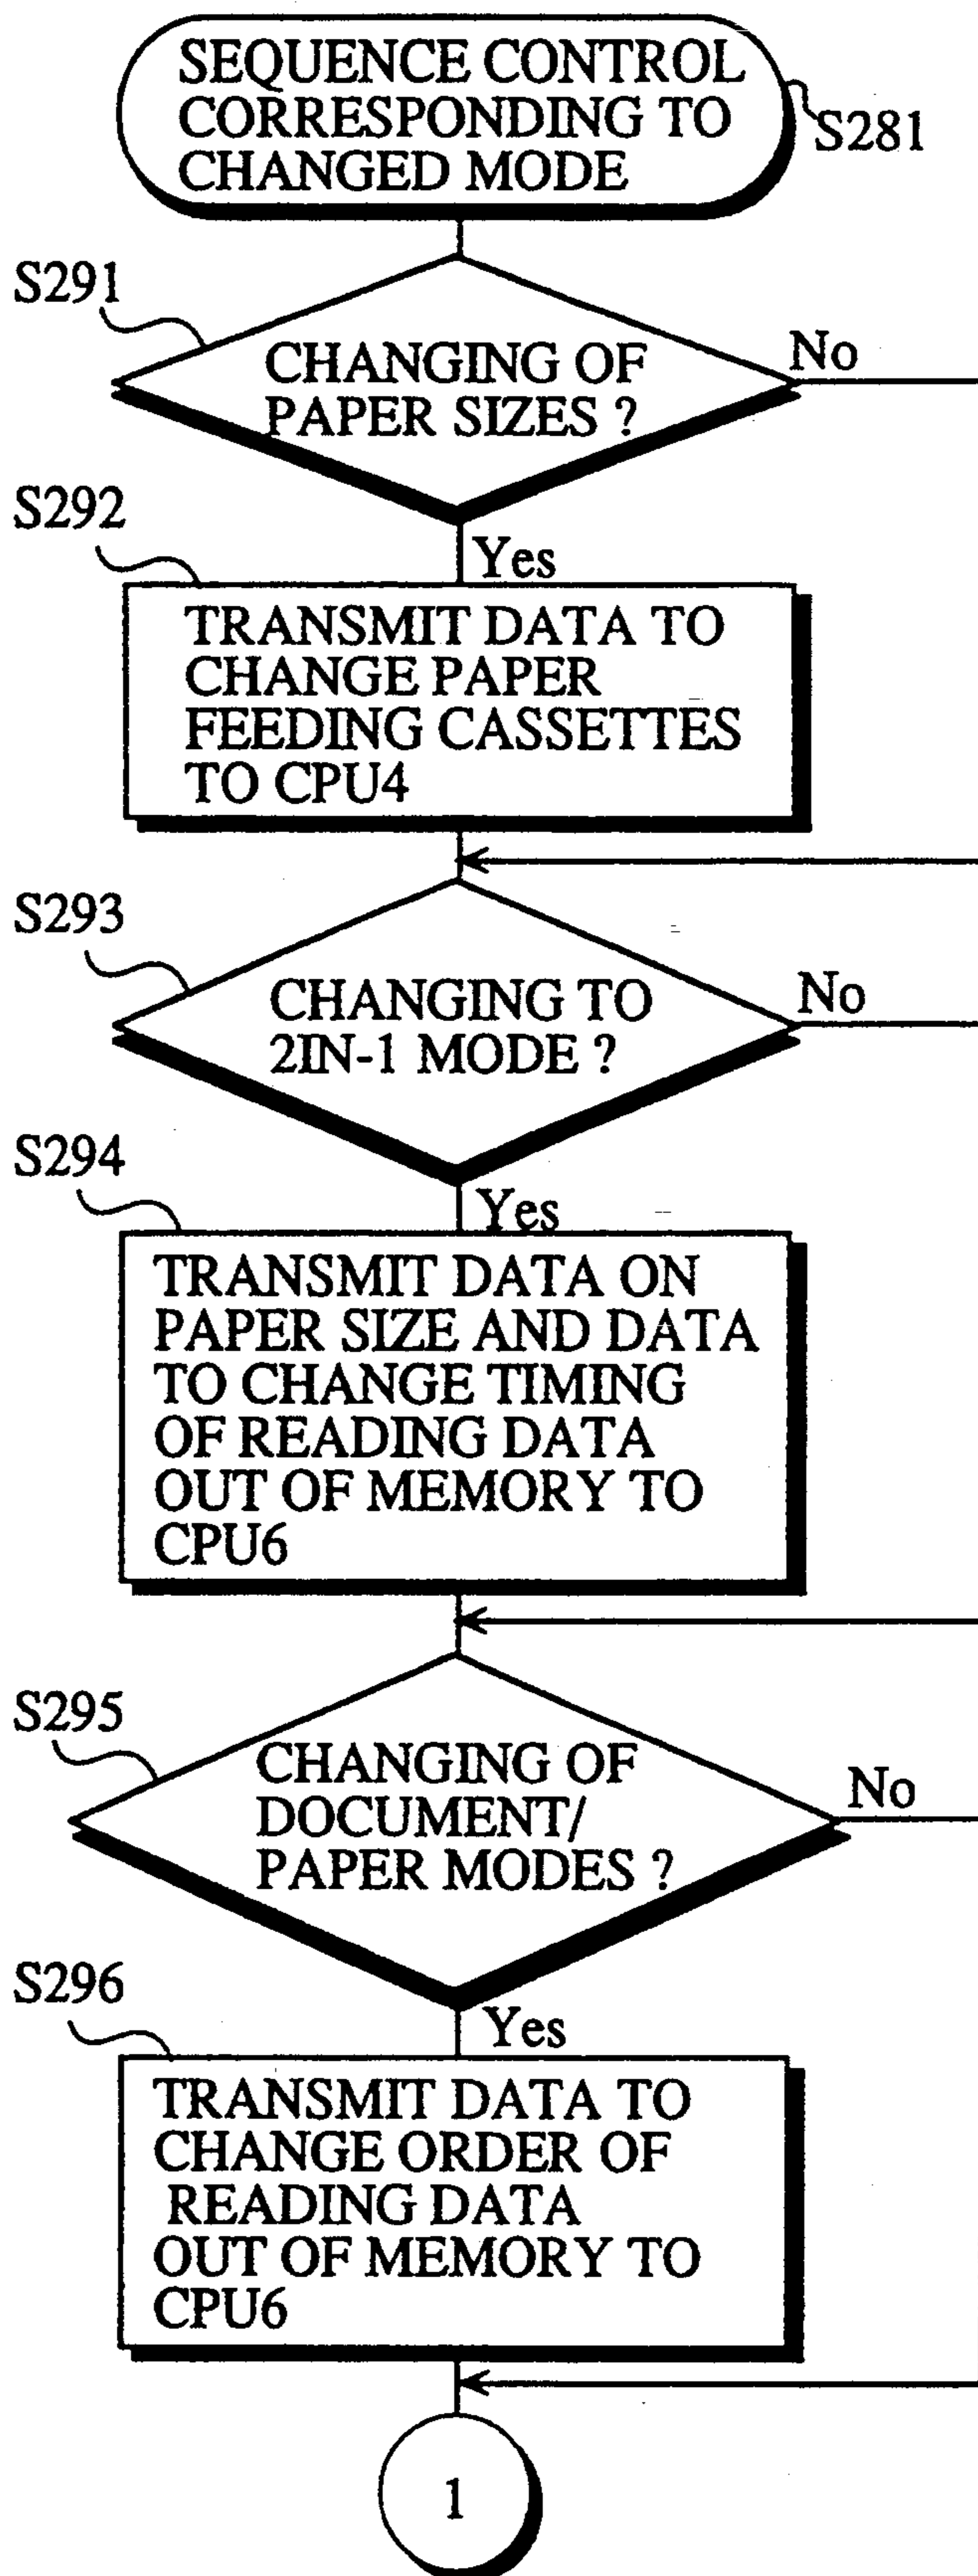 SEQUENCE CONTROL
CORRESPONDING TO
CHANGED MODE
S281
S291
CHANGING OF
PAPER SIZES ?
No
S292
Yes
TRANSMIT DATA TO
CHANGE PAPER
FEEDING CASSETTES
TO CPU4
S293
CHANGING TO
2IN-1 MODE ?
No
S294
Yes
TRANSMIT DATA ON
PAPER SIZE AND DATA
TO CHANGE TIMING
OF READING DATA
OUT OF MEMORY TO
CPU6
S295
CHANGING OF
DOCUMENT/
PAPER MODES ?
No
S296
Yes
TRANSMIT DATA TO
CHANGE ORDER OF
READING DATA
OUT OF MEMORY TO
CPU6
1